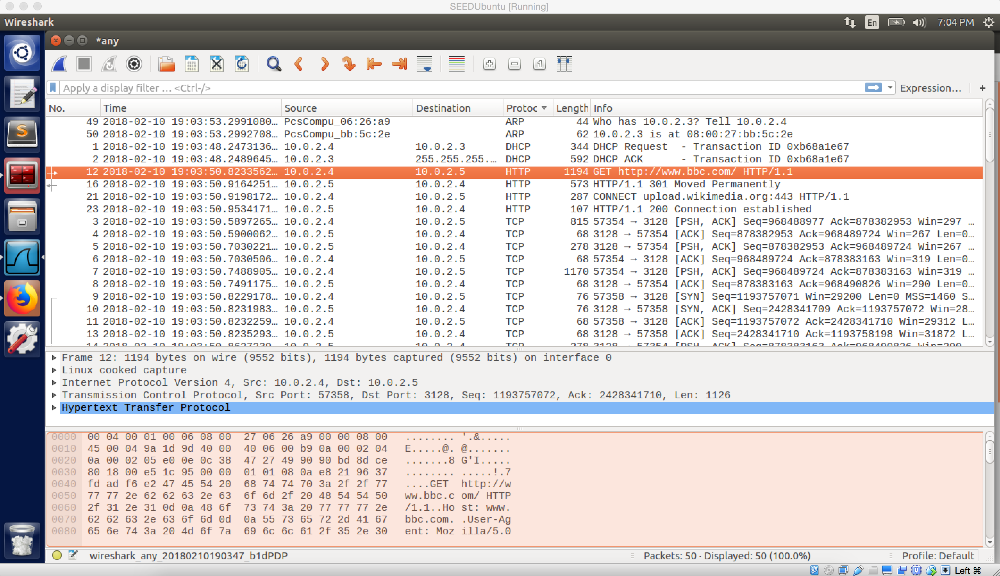 SEEDUbuntu [Running]
Wireshark En 7:04 PM
*any
Apply a display filter … <Ctrl-/> Expression… +
No. Time Source Destination Protoc Length Info
49 2018-02-10 19:03:53.2991080… PcsCompu_06:26:a9 ARP 44 Who has 10.0.2.3? Tell 10.0.2.4
50 2018-02-10 19:03:53.2992708… PcsCompu_bb:5c:2e ARP 62 10.0.2.3 is at 08:00:27:bb:5c:2e
1 2018-02-10 19:03:48.2473136… 10.0.2.4 10.0.2.3 DHCP 344 DHCP Request - Transaction ID 0xb68a1e67
2 2018-02-10 19:03:48.2489645… 10.0.2.3 255.255.255.… DHCP 592 DHCP ACK - Transaction ID 0xb68a1e67
12 2018-02-10 19:03:50.8233562… 10.0.2.4 10.0.2.5 HTTP 1194 GET http://www.bbc.com/ HTTP/1.1
16 2018-02-10 19:03:50.9164251… 10.0.2.5 10.0.2.4 HTTP 573 HTTP/1.1 301 Moved Permanently
21 2018-02-10 19:03:50.9198172… 10.0.2.4 10.0.2.5 HTTP 287 CONNECT upload.wikimedia.org:443 HTTP/1.1
23 2018-02-10 19:03:50.9534171… 10.0.2.5 10.0.2.4 HTTP 107 HTTP/1.1 200 Connection established
3 2018-02-10 19:03:50.5897265… 10.0.2.4 10.0.2.5 TCP 815 57354 → 3128 [PSH, ACK] Seq=968488977 Ack=878382953 Win=297 …
4 2018-02-10 19:03:50.5900062… 10.0.2.5 10.0.2.4 TCP 68 3128 → 57354 [ACK] Seq=878382953 Ack=968489724 Win=267 Len=0…
5 2018-02-10 19:03:50.7030221… 10.0.2.5 10.0.2.4 TCP 278 3128 → 57354 [PSH, ACK] Seq=878382953 Ack=968489724 Win=267 …
6 2018-02-10 19:03:50.7030506… 10.0.2.4 10.0.2.5 TCP 68 57354 → 3128 [ACK] Seq=968489724 Ack=878383163 Win=319 Len=0…
7 2018-02-10 19:03:50.7488905… 10.0.2.4 10.0.2.5 TCP 1170 57354 → 3128 [PSH, ACK] Seq=968489724 Ack=878383163 Win=319 …
8 2018-02-10 19:03:50.7491175… 10.0.2.5 10.0.2.4 TCP 68 3128 → 57354 [ACK] Seq=878383163 Ack=968490826 Win=290 Len=0…
9 2018-02-10 19:03:50.8229178… 10.0.2.4 10.0.2.5 TCP 76 57358 → 3128 [SYN] Seq=1193757071 Win=29200 Len=0 MSS=1460 S…
10 2018-02-10 19:03:50.8231983… 10.0.2.5 10.0.2.4 TCP 76 3128 → 57358 [SYN, ACK] Seq=2428341709 Ack=1193757072 Win=28…
11 2018-02-10 19:03:50.8232259… 10.0.2.4 10.0.2.5 TCP 68 57358 → 3128 [ACK] Seq=1193757072 Ack=2428341710 Win=29312 L…
13 2018-02-10 19:03:50.8235293… 10.0.2.5 10.0.2.4 TCP 68 3128 → 57358 [ACK] Seq=2428341710 Ack=1193758198 Win=31872 L…
14 2018-02-10 19:03:50.8627239… 10.0.2.5 10.0.2.4 TCP 278 3128 → 57354 [PSH, ACK] Seq=878383163 Ack=968490826 Win=290 …
Frame 12: 1194 bytes on wire (9552 bits), 1194 bytes captured (9552 bits) on interface 0
Linux cooked capture
Internet Protocol Version 4, Src: 10.0.2.4, Dst: 10.0.2.5
Transmission Control Protocol, Src Port: 57358, Dst Port: 3128, Seq: 1193757072, Ack: 2428341710, Len: 1126
Hypertext Transfer Protocol
0000 00 04 00 01 00 06 08 00 27 06 26 a9 00 00 08 00 ........ '.&.....
0010 45 00 04 9a 1d 9d 40 00 40 06 00 b9 0a 00 02 04 E.....@. @.......
0020 0a 00 02 05 e0 0e 0c 38 47 27 49 90 90 bd 8d ce .......8 G'I.....
0030 80 18 00 e5 1c 95 00 00 01 01 08 0a e8 21 96 37 ........ .....!.7
0040 fd ad f6 e2 47 45 54 20 68 74 74 70 3a 2f 2f 77 ....GET http://w
0050 77 77 2e 62 62 63 2e 63 6f 6d 2f 20 48 54 54 50 ww.bbc.c om/ HTTP
0060 2f 31 2e 31 0d 0a 48 6f 73 74 3a 20 77 77 77 2e /1.1..Ho st: www.
0070 62 62 63 2e 63 6f 6d 0d 0a 55 73 65 72 2d 41 67 bbc.com. .User-Ag
0080 65 6e 74 3a 20 4d 6f 7a 69 6c 6c 61 2f 35 2e 30 ent: Moz illa/5.0
wireshark_any_20180210190347_b1dPDP Packets: 50 · Displayed: 50 (100.0%) Profile: Default
Left ⌘